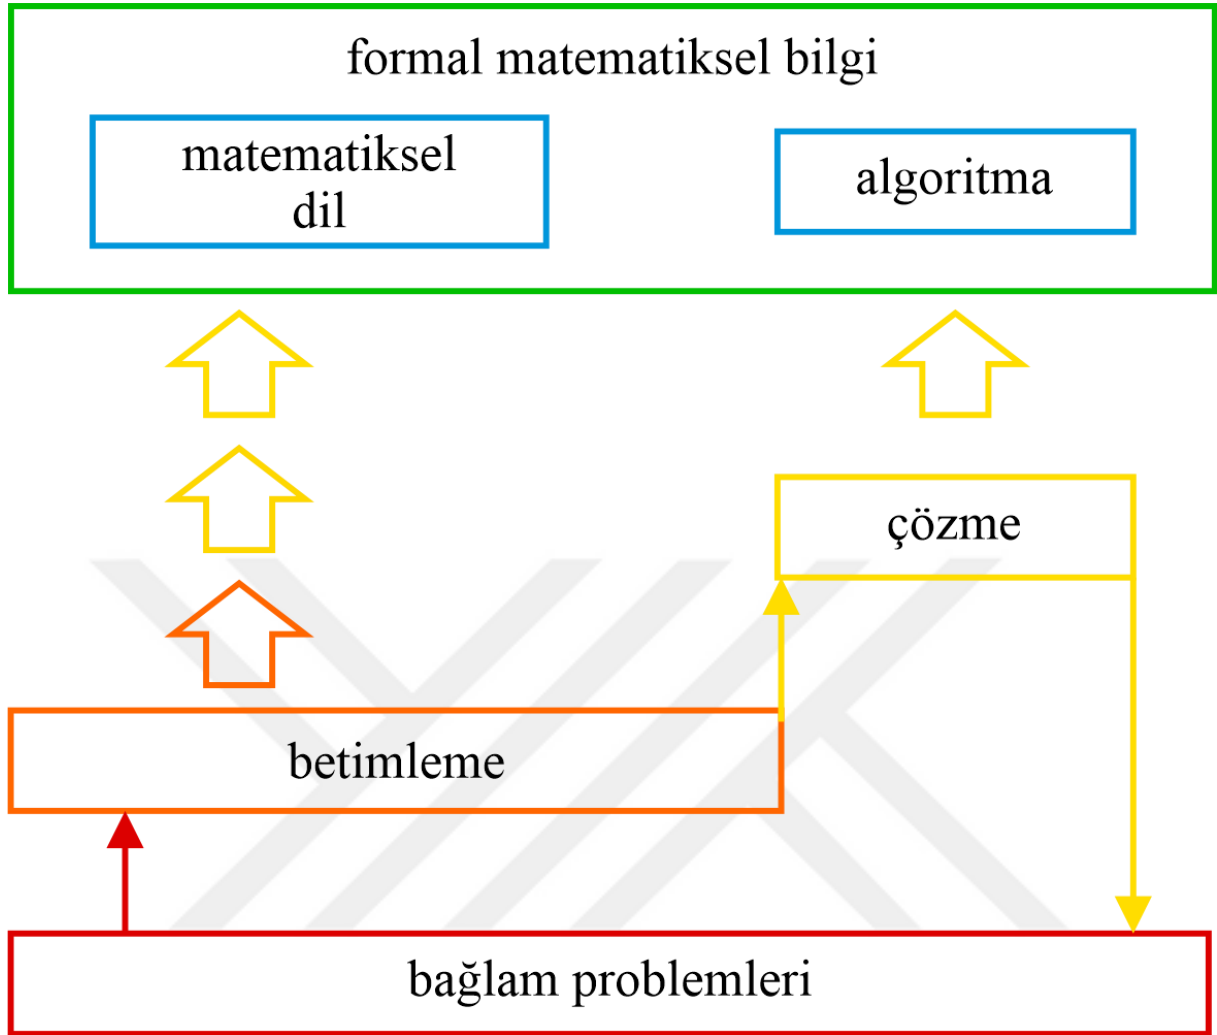 formal matematiksel bilgi
matematiksel
dil
algoritma
çözme
betimleme
bağlam problemleri